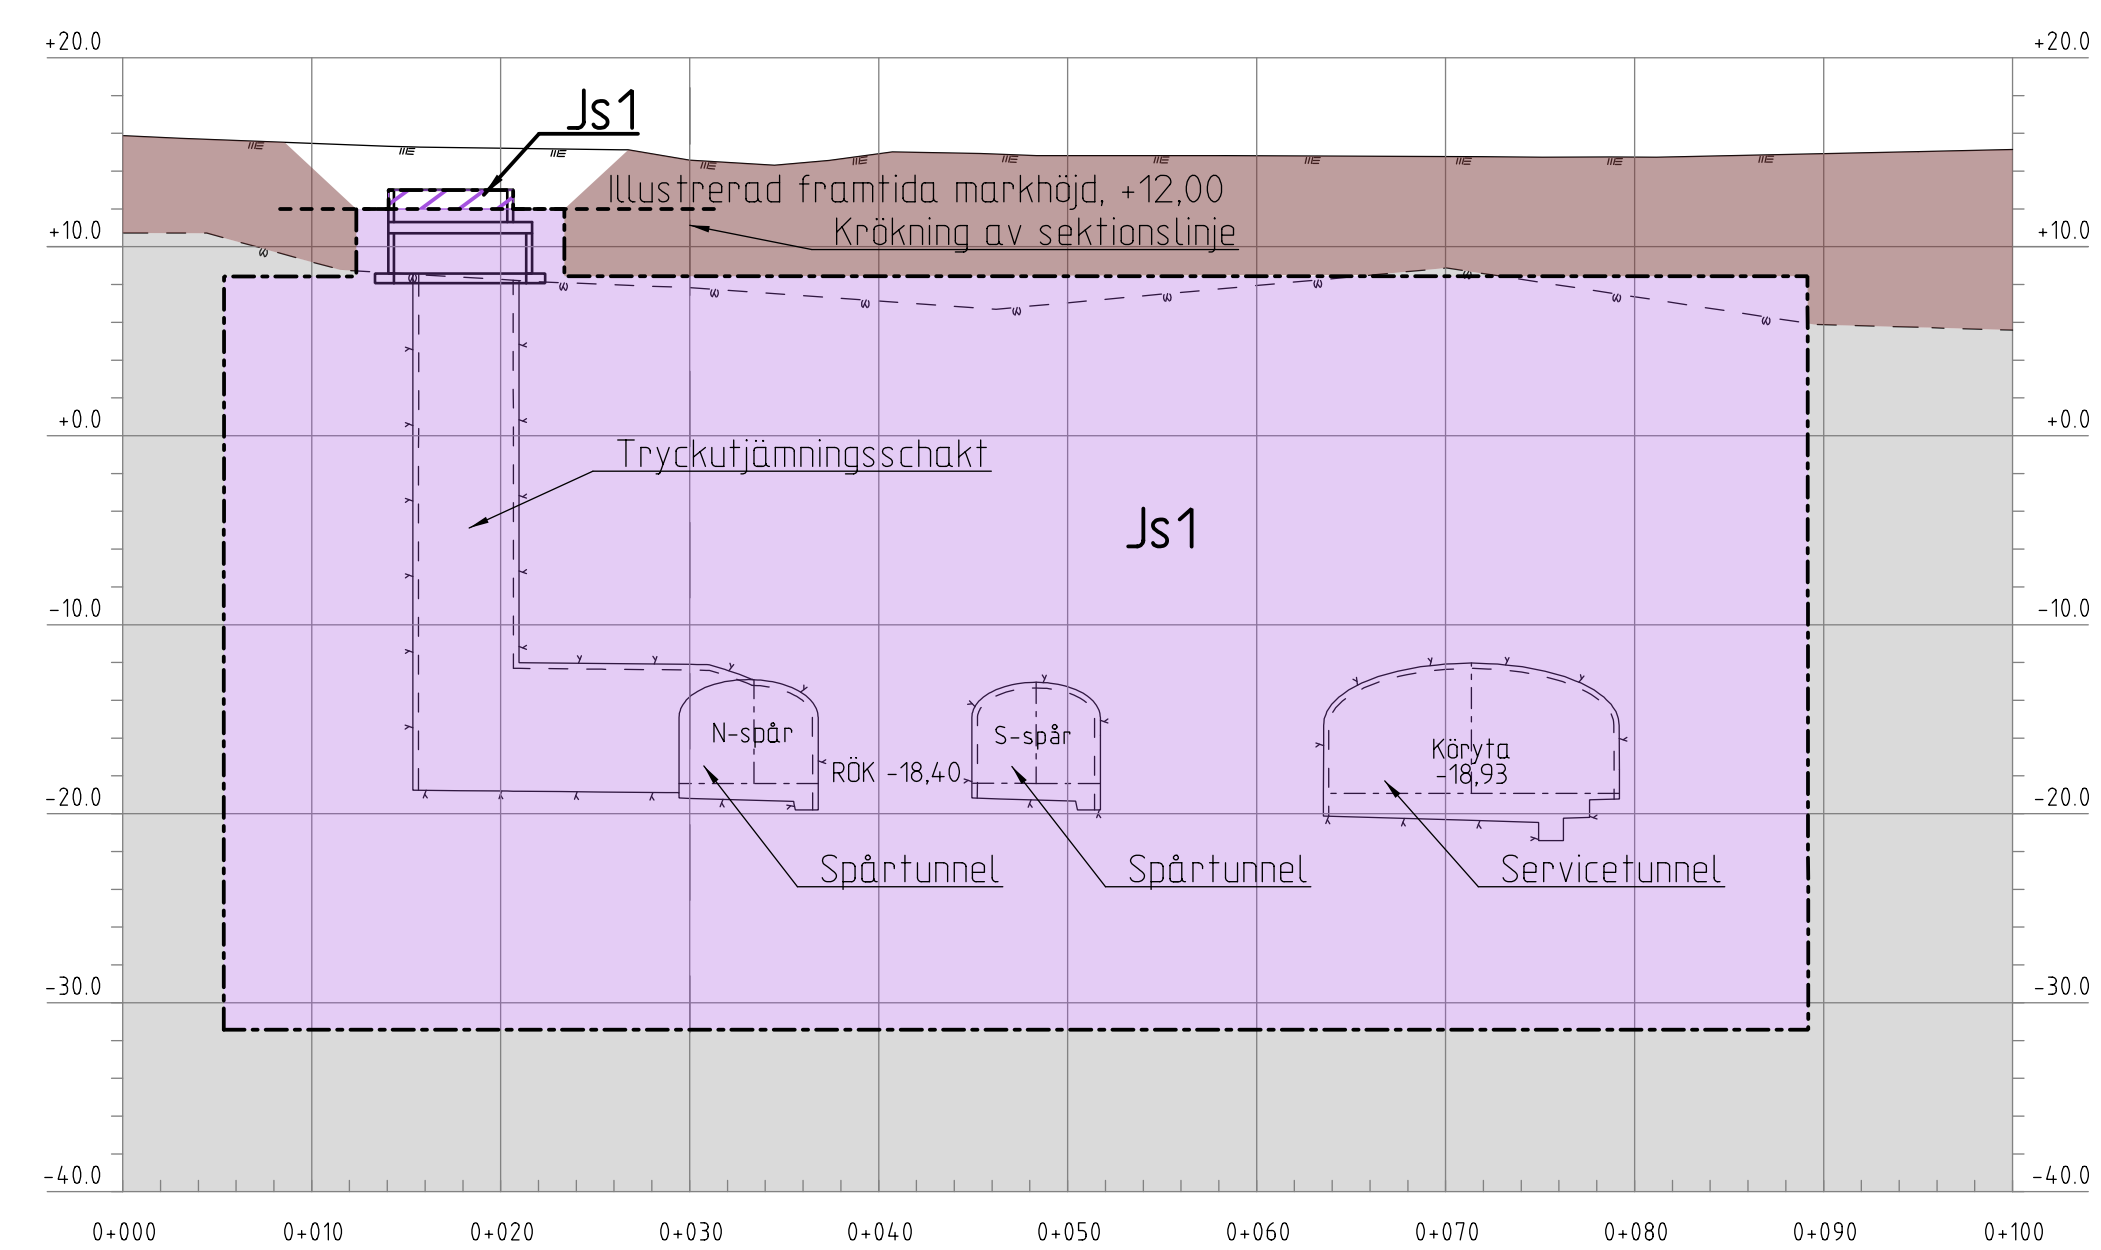 +20.0
+20.0
Js1
Illustrerad framtida markhöjd, +12,00
Krökning av sektionslinje
+10.0
+10.0
+0.0
+0.0
Tryckutjämningsschakt
Js1
-10.0
-10.0
N-spår
S-spår
Köryta
-18,93
RÖK -18,40
-20.0
-20.0
Spårtunnel
Spårtunnel
Servicetunnel
-30.0
-30.0
-40.0
-40.0
0+000
0+010
0+020
0+030
0+040
0+050
0+060
0+070
0+080
0+090
0+100